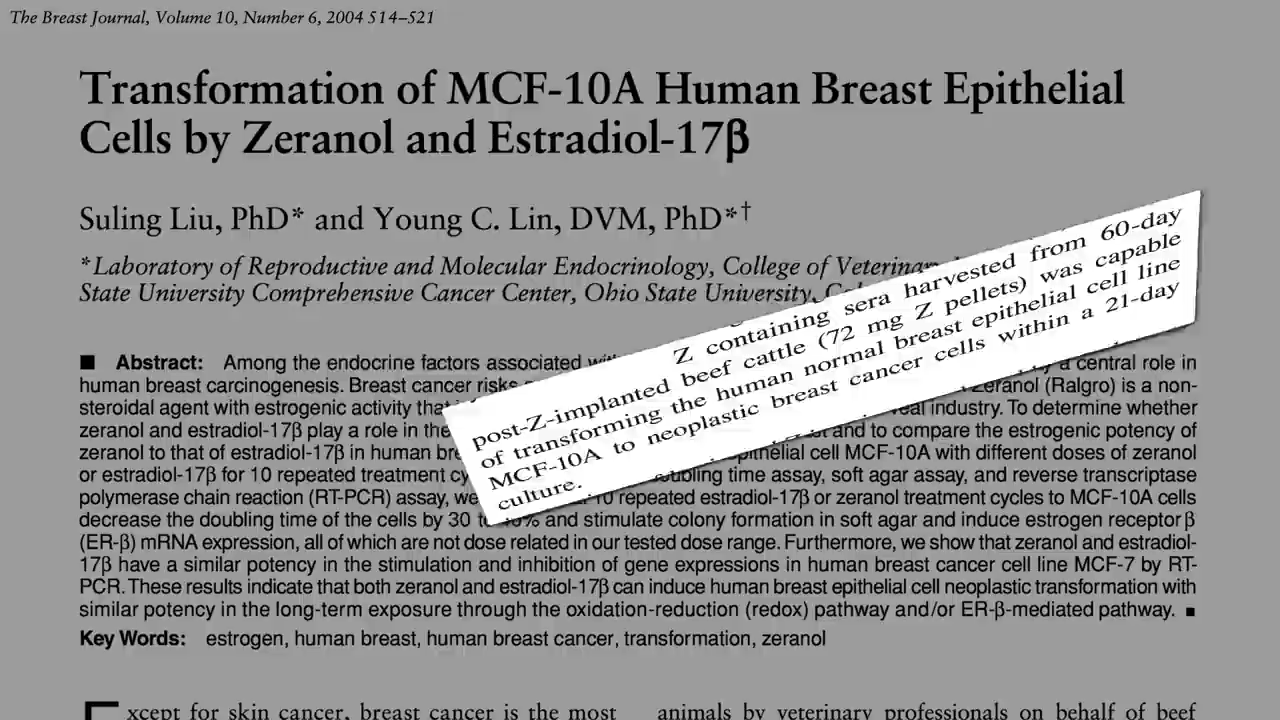 The Breast Journal, Volume 10, Number 6, 2004 514–521
Transformation of MCF-10A Human Breast Epithelial
Cells by Zeranol and Estradiol-17β
Suling Liu, PhD* and Young C. Lin, DVM, PhD*†
*Laboratory of Reproductive and Molecular Endocrinology, College of
State University Comprehensive Cancer Center, Ohio State University,
Z containing sera harvested from 60-day
post-Z-implanted beef cattle (72 mg Z pellets) was capable
of transforming the human normal breast epithelial cell line
MCF-10A to neoplastic breast cancer cells within a 21-day
culture.
■ Abstract: Among the endocrine factors associated a central role in
human breast carcinogenesis. Breast cancer risks Zeranol (Ralgro) is a non-
steroidal agent with estrogenic activity industry. To determine whether
zeranol and estradiol-17β play a role in the and to compare the estrogenic potency of
zeranol to that of estradiol-17β in human cell MCF-10A with different doses of zeranol
or estradiol-17β for 10 repeated treatment time assay, soft agar assay, and reverse transcriptase
polymerase chain reaction (RT-PCR) assay, 10 repeated estradiol-17β or zeranol treatment cycles to MCF-10A cells
decrease the doubling time of the cells by 30 and stimulate colony formation in soft agar and induce estrogen receptor β
(ER-β) mRNA expression, all of which are not dose related in our tested dose range. Furthermore, we show that zeranol and estradiol-
17β have a similar potency in the stimulation and inhibition of gene expressions in human breast cancer cell line MCF-7 by RT-
PCR. These results indicate that both zeranol and estradiol-17β can induce human breast epithelial cell neoplastic transformation with
similar potency in the long-term exposure through the oxidation-reduction (redox) pathway and/or ER-β-mediated pathway. ■
Key Words: estrogen, human breast, human breast cancer, transformation, zeranol
xcept for skin cancer, breast cancer is the most
animals by veterinary professionals on behalf of beef